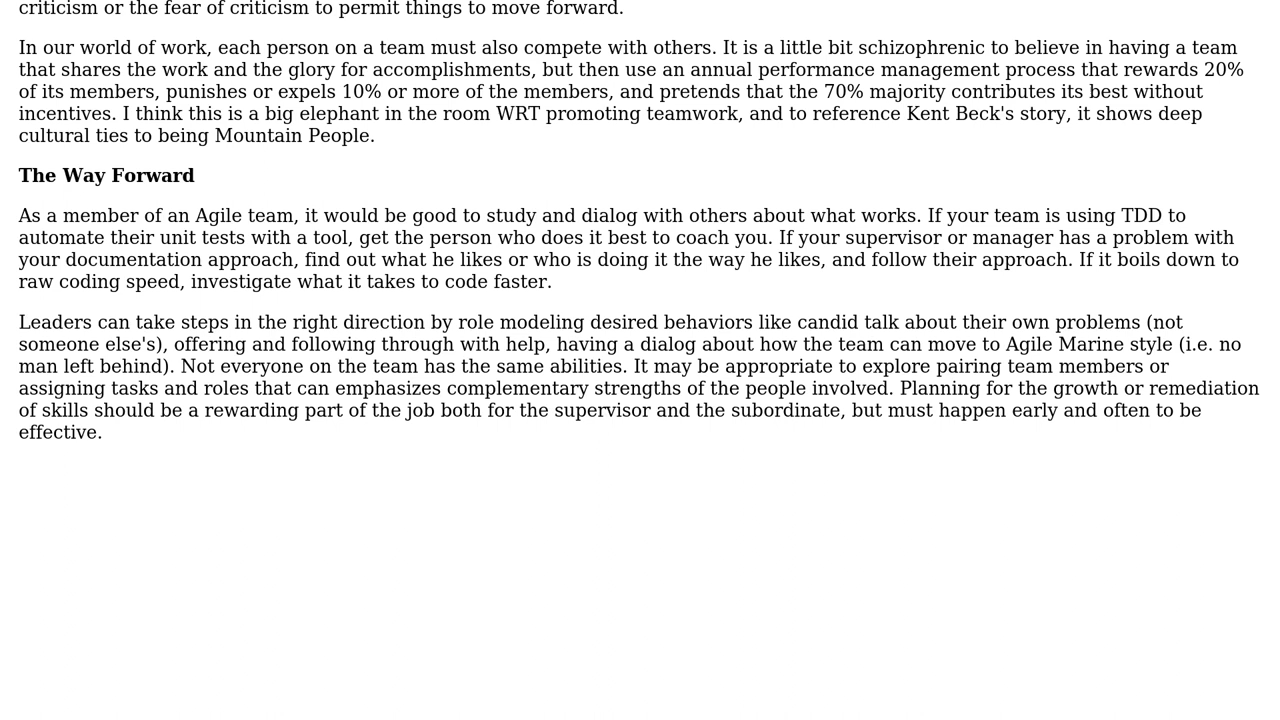 criticism or the fear of criticism to permit things to move forward.
In our world of work, each person on a team must also compete with others. It is a little bit schizophrenic to believe in having a team
that shares the work and the glory for accomplishments, but then use an annual performance management process that rewards 20%
of its members, punishes or expels 10% or more of the members, and pretends that the 70% majority contributes its best without
incentives. I think this is a big elephant in the room WRT promoting teamwork, and to reference Kent Beck's story, it shows deep
cultural ties to being Mountain People.
The Way Forward
As a member of an Agile team, it would be good to study and dialog with others about what works. If your team is using TDD to
automate their unit tests with a tool, get the person who does it best to coach you. If your supervisor or manager has a problem with
your documentation approach, find out what he likes or who is doing it the way he likes, and follow their approach. If it boils down to
raw coding speed, investigate what it takes to code faster.
Leaders can take steps in the right direction by role modeling desired behaviors like candid talk about their own problems (not
someone else's), offering and following through with help, having a dialog about how the team can move to Agile Marine style (i.e. no
man left behind). Not everyone on the team has the same abilities. It may be appropriate to explore pairing team members or
assigning tasks and roles that can emphasizes complementary strengths of the people involved. Planning for the growth or remediation
of skills should be a rewarding part of the job both for the supervisor and the subordinate, but must happen early and often to be
effective.